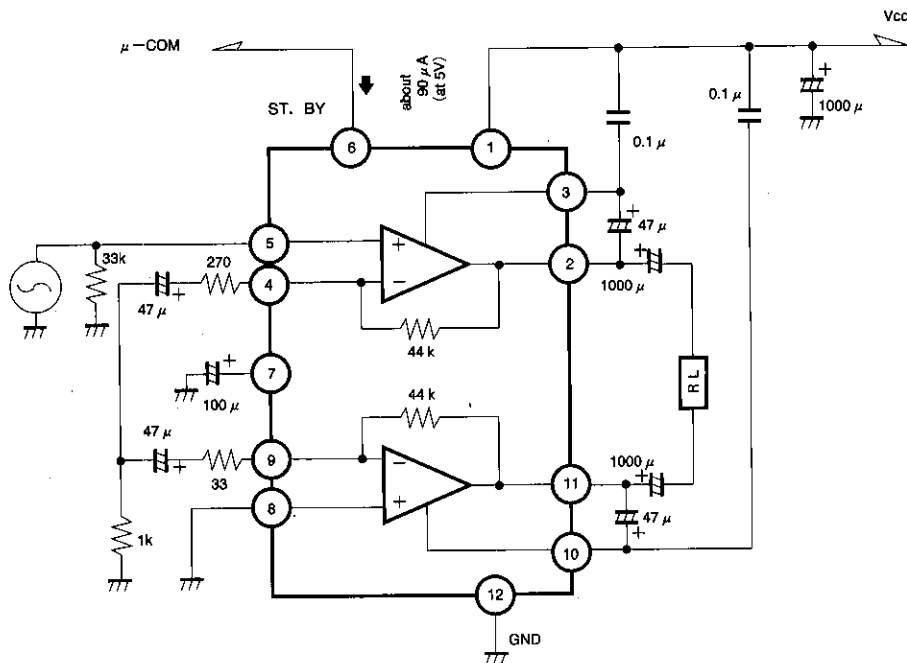 Vcc
μ-COM
about
90 μA
(at 5V)
0.1 μ
+
1000 μ
ST. BY
0.1 μ
6
1
3
+
47 μ
5
+
33k
270
2
+
4
−
1000 μ
47 μ
+
44 k
7
+
100 μ
44 k
R L
47 μ
9
−
1000 μ
+
33
11
+
8
+
47 μ
1k
10
+
12
GND